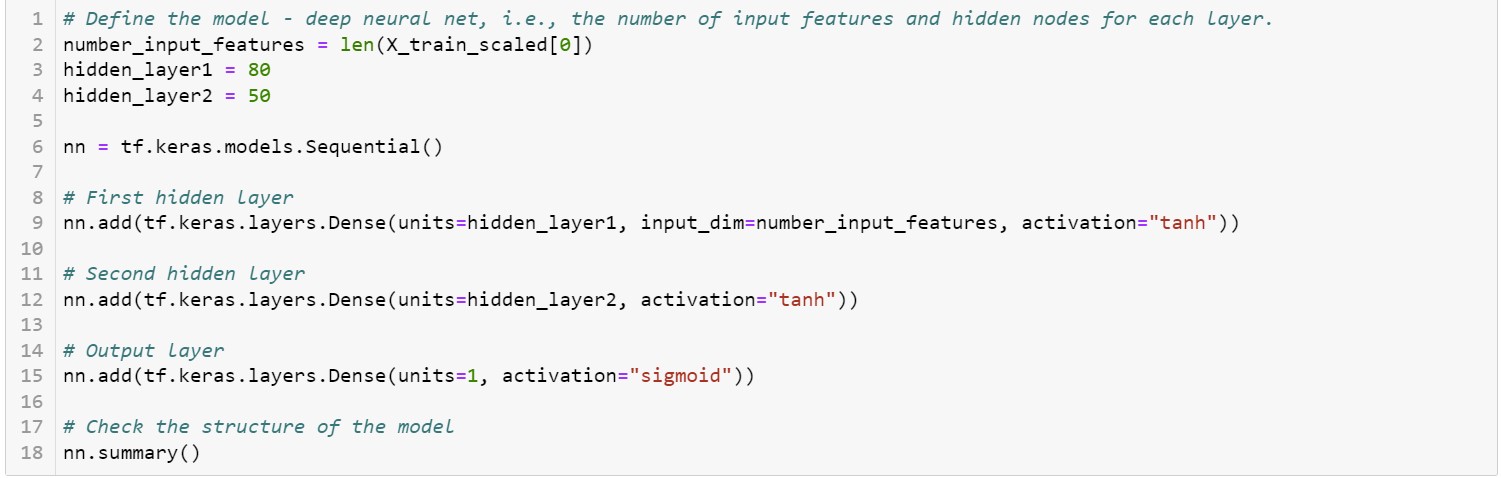 1 # Define the model - deep neural net, i.e., the number of input features and hidden nodes for each layer.
2 number_input_features = len(X_train_scaled[0])
3 hidden_layer1 = 80
4 hidden_layer2 = 50
5
6 nn = tf.keras.models.Sequential()
7
8 # First hidden layer
9 nn.add(tf.keras.layers.Dense(units=hidden_layer1, input_dim=number_input_features, activation="tanh"))
10
11 # Second hidden layer
12 nn.add(tf.keras.layers.Dense(units=hidden_layer2, activation="tanh"))
13
14 # Output layer
15 nn.add(tf.keras.layers.Dense(units=1, activation="sigmoid"))
16
17 # Check the structure of the model
18 nn.summary()